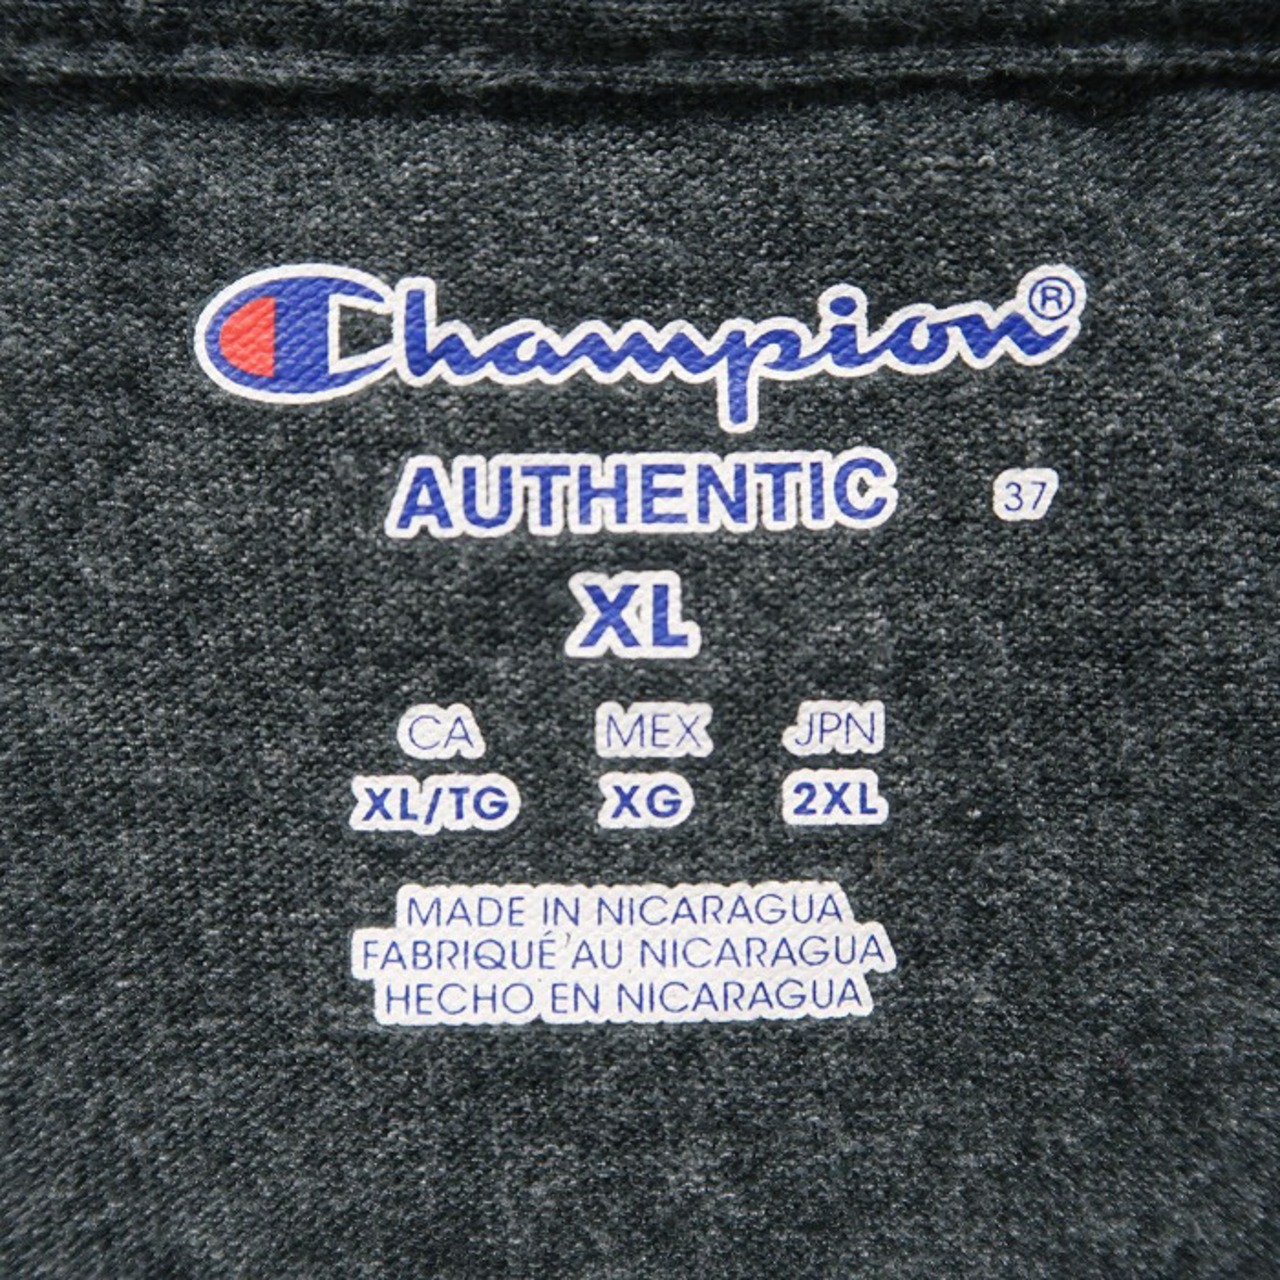 Champion®
AUTHENTIC 37
XL
CA MEX JPN
XL/TG XG 2XL
MADE IN NICARAGUA
FABRIQUÉ AU NICARAGUA
HECHO EN NICARAGUA